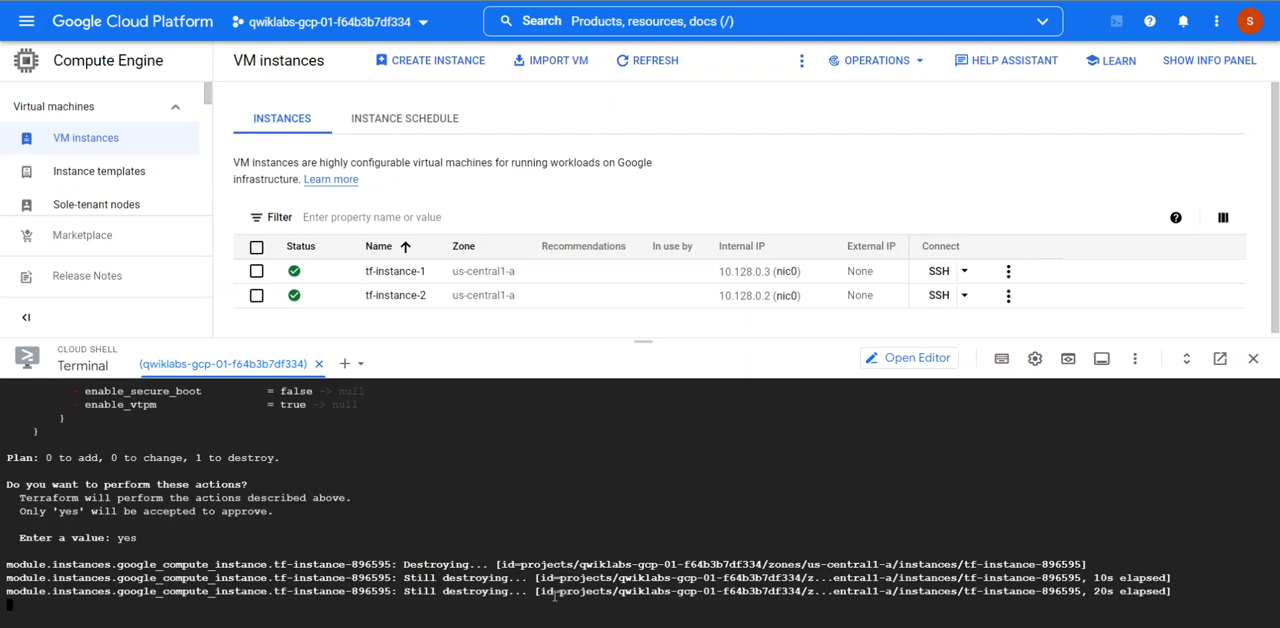 Google Cloud Platform qwiklabs-gcp-01-f64b3b7df334 Search Products, resources, docs (/) S
Compute Engine VM instances CREATE INSTANCE IMPORT VM REFRESH OPERATIONS HELP ASSISTANT LEARN SHOW INFO PANEL
Virtual machines
VM instances
Instance templates
Sole-tenant nodes
Marketplace
Release Notes
INSTANCES INSTANCE SCHEDULE
VM instances are highly configurable virtual machines for running workloads on Google
infrastructure. Learn more
Filter Enter property name or value
Status Name Zone Recommendations In use by Internal IP External IP Connect
tf-instance-1 us-central1-a 10.128.0.3 (nic0) None SSH
tf-instance-2 us-central1-a 10.128.0.2 (nic0) None SSH
CLOUD SHELL
Terminal (qwiklabs-gcp-01-f64b3b7df334) Open Editor
- enable_secure_boot = false -> null
- enable_vtpm = true -> null
}
}
Plan: 0 to add, 0 to change, 1 to destroy.
Do you want to perform these actions?
Terraform will perform the actions described above.
Only 'yes' will be accepted to approve.
Enter a value: yes
module.instances.google_compute_instance.tf-instance-896595: Destroying... [id=projects/qwiklabs-gcp-01-f64b3b7df334/zones/us-central1-a/instances/tf-instance-896595]
module.instances.google_compute_instance.tf-instance-896595: Still destroying... [id=projects/qwiklabs-gcp-01-f64b3b7df334/z...entral1-a/instances/tf-instance-896595, 10s elapsed]
module.instances.google_compute_instance.tf-instance-896595: Still destroying... [id=projects/qwiklabs-gcp-01-f64b3b7df334/z...entral1-a/instances/tf-instance-896595, 20s elapsed]